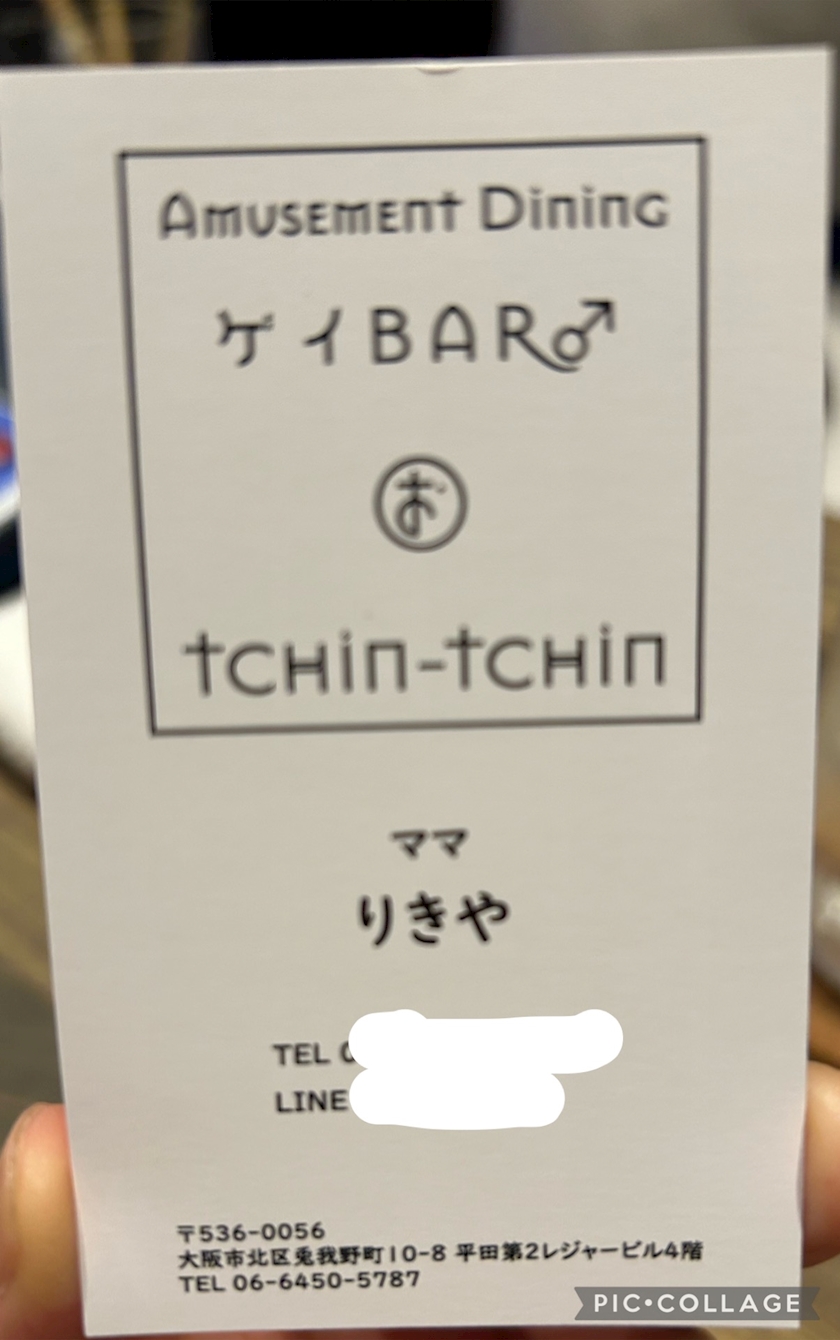 Amusement Dining
ゲイBAR♂
お
tchin-tchin
ママ
りきや
TEL 0
LINE
〒536-0056
大阪市北区兎我野町10-8 平田第2レジャービル4階
TEL 06-6450-5787
PIC•COLLAGE